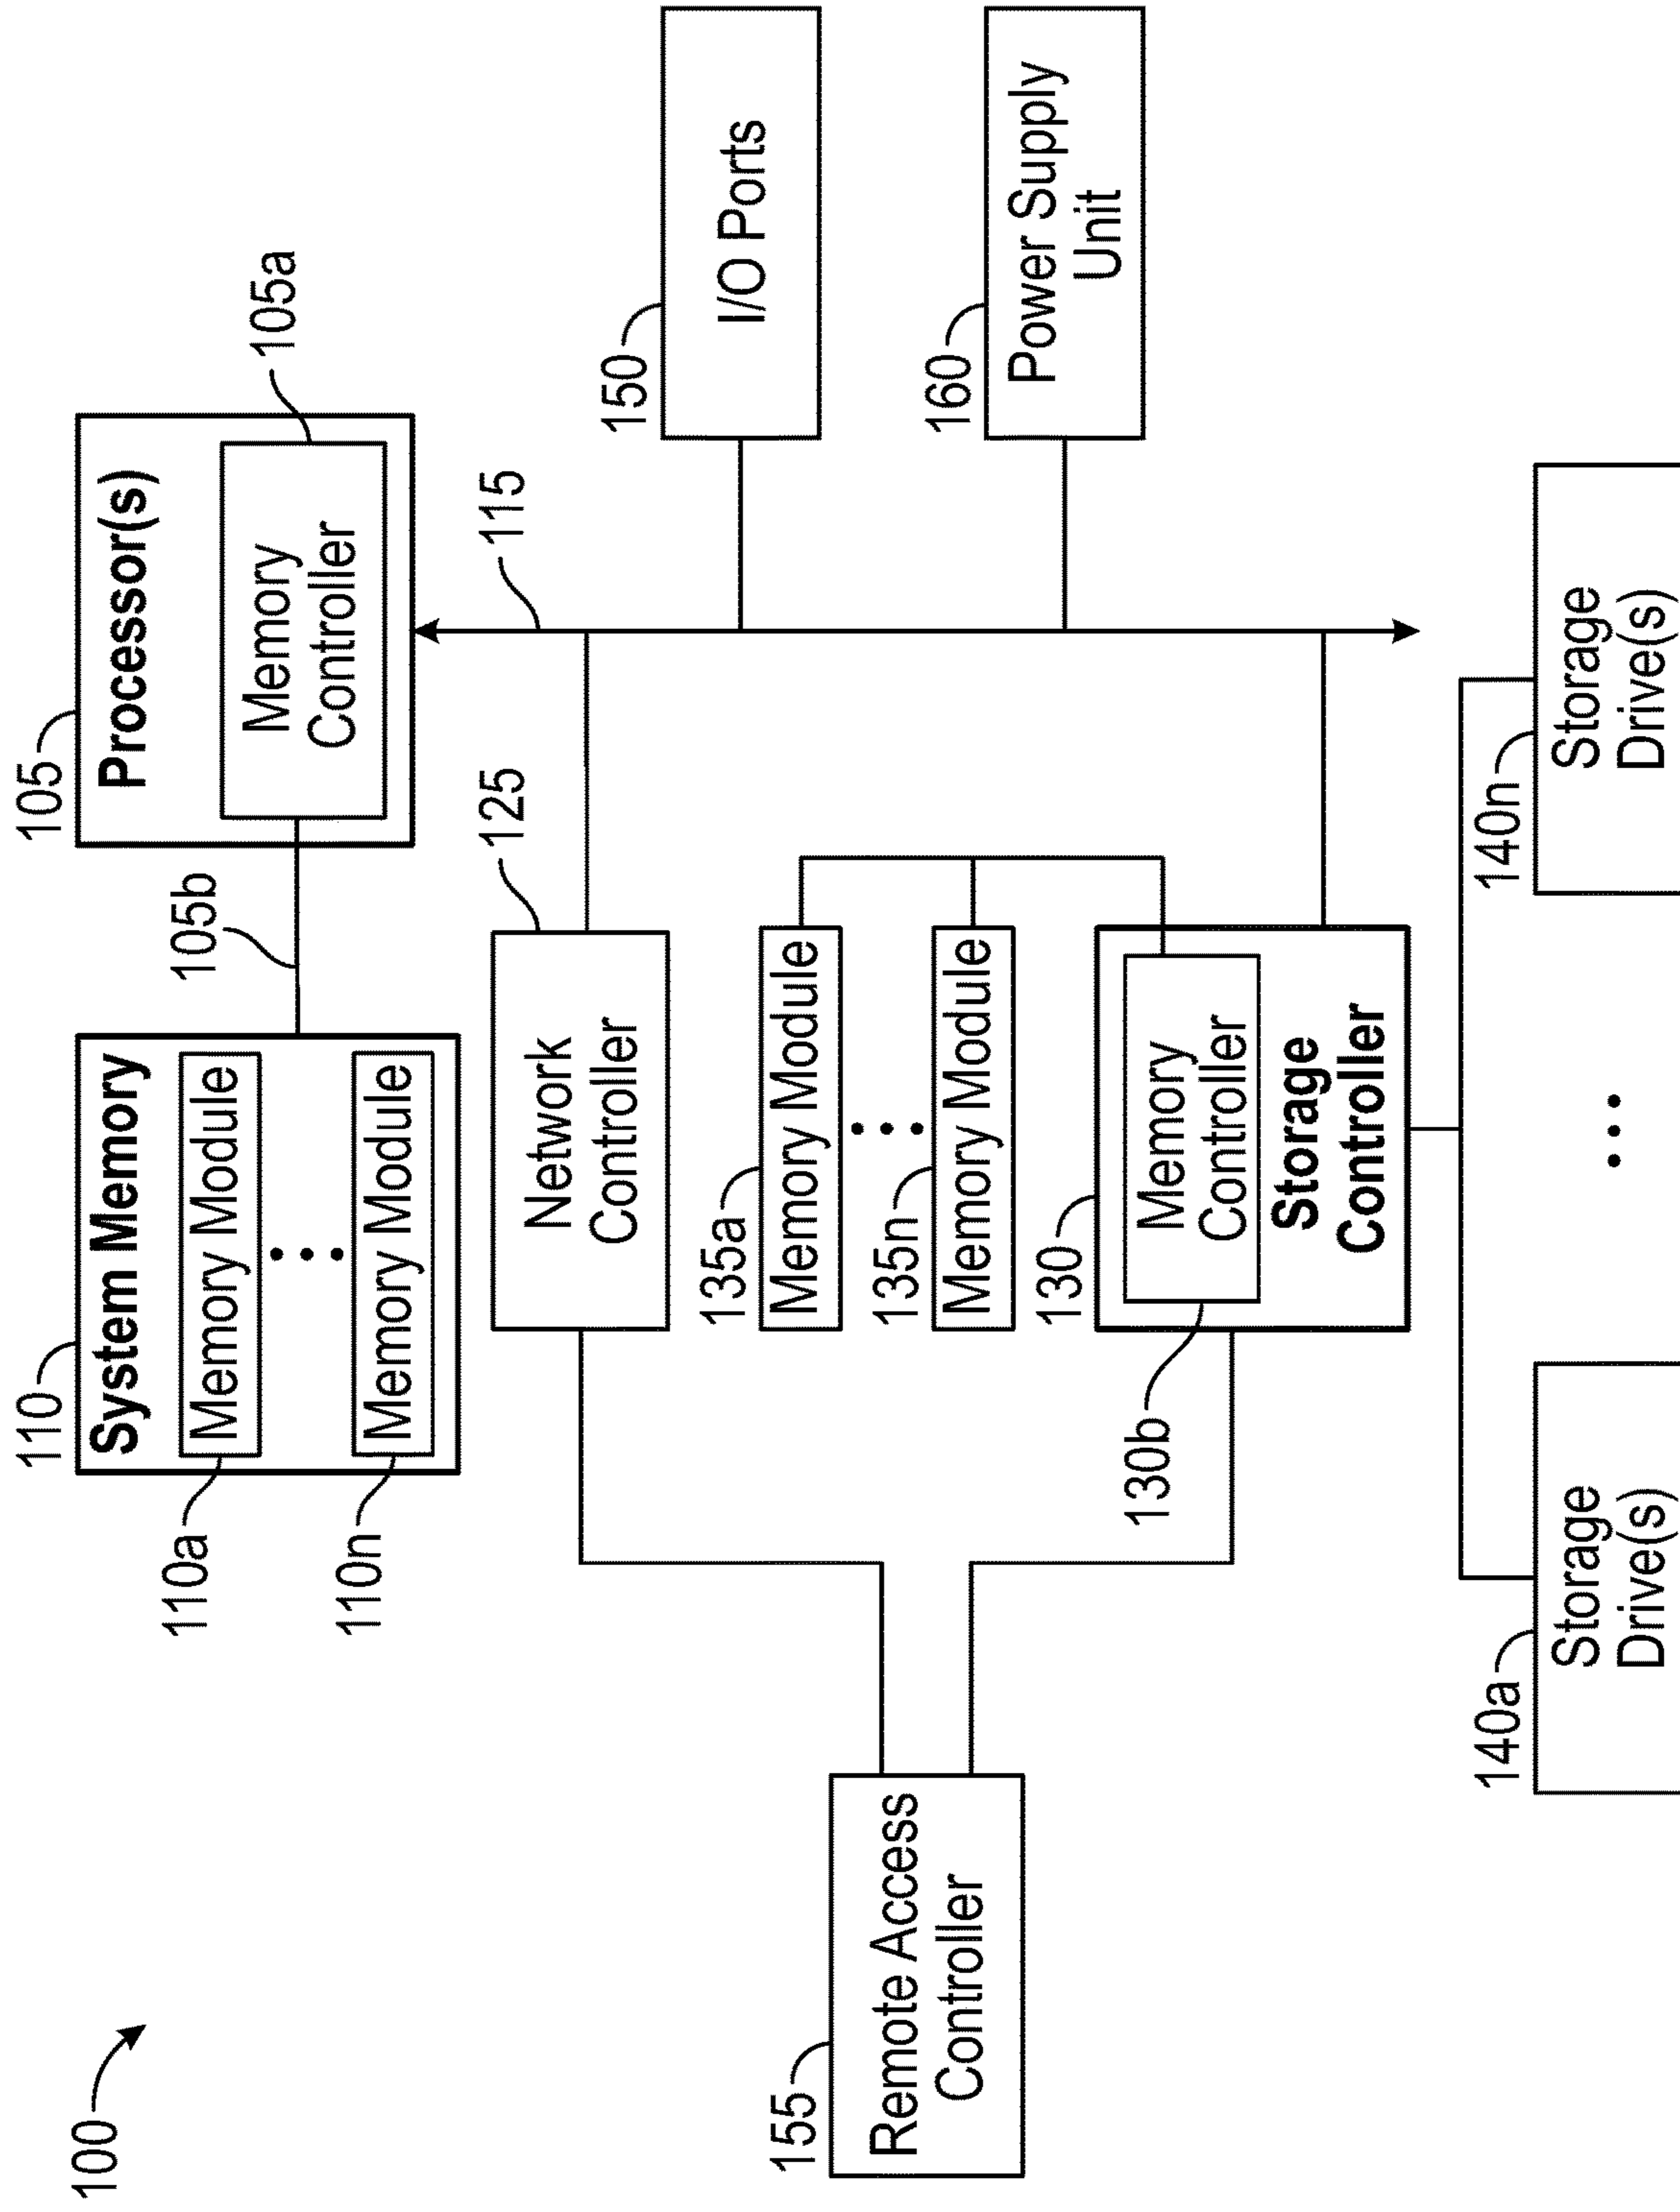 100
105
Processor(s)
Memory
Controller
105a
105b
110
System Memory
110a
Memory Module
110n
Memory Module
115
125
Network
Controller
150
I/O Ports
135a
Memory Module
135n
Memory Module
155
Remote Access
Controller
160
Power Supply
Unit
130
Memory
Controller
130b
Storage
Controller
140a
Storage
Drive(s)
140n
Storage
Drive(s)